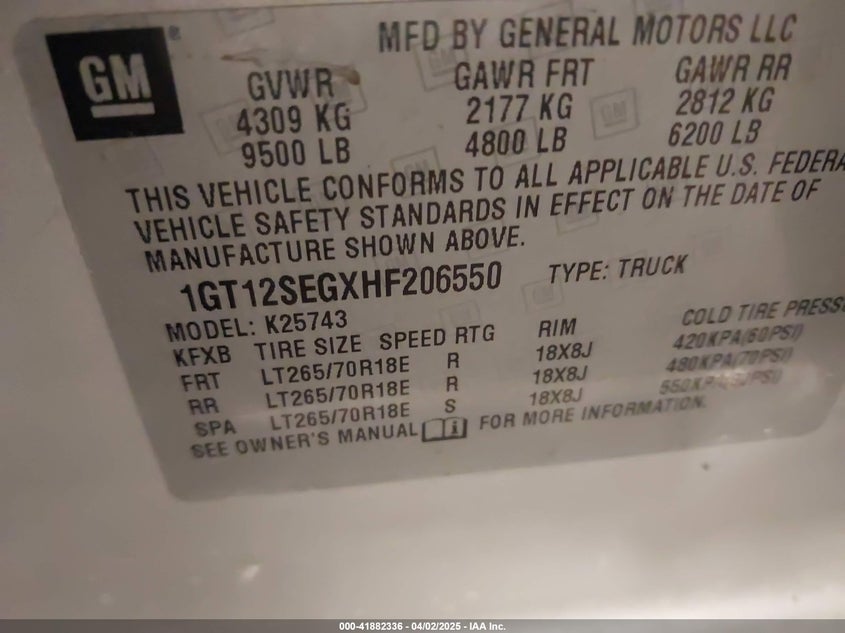 GM
MFD BY GENERAL MOTORS LLC
GVWR GAWR FRT GAWR RR
4309 KG 2177 KG 2812 KG
9500 LB 4800 LB 6200 LB
THIS VEHICLE CONFORMS TO ALL APPLICABLE U.S. FEDERA
VEHICLE SAFETY STANDARDS IN EFFECT ON THE DATE OF
MANUFACTURE SHOWN ABOVE.
1GT12SEGXHF206550 TYPE: TRUCK
MODEL: K25743
KFXB TIRE SIZE SPEED RTG RIM COLD TIRE PRESS
FRT LT265/70R18E R 18X8J 420KPA(60PSI)
RR LT265/70R18E R 18X8J 480KPA(70PSI)
SPA LT265/70R18E S 18X8J 550KPA(80PSI)
SEE OWNER'S MANUAL FOR MORE INFORMATION.
000-41882336 - 04/02/2025 - IAA Inc.